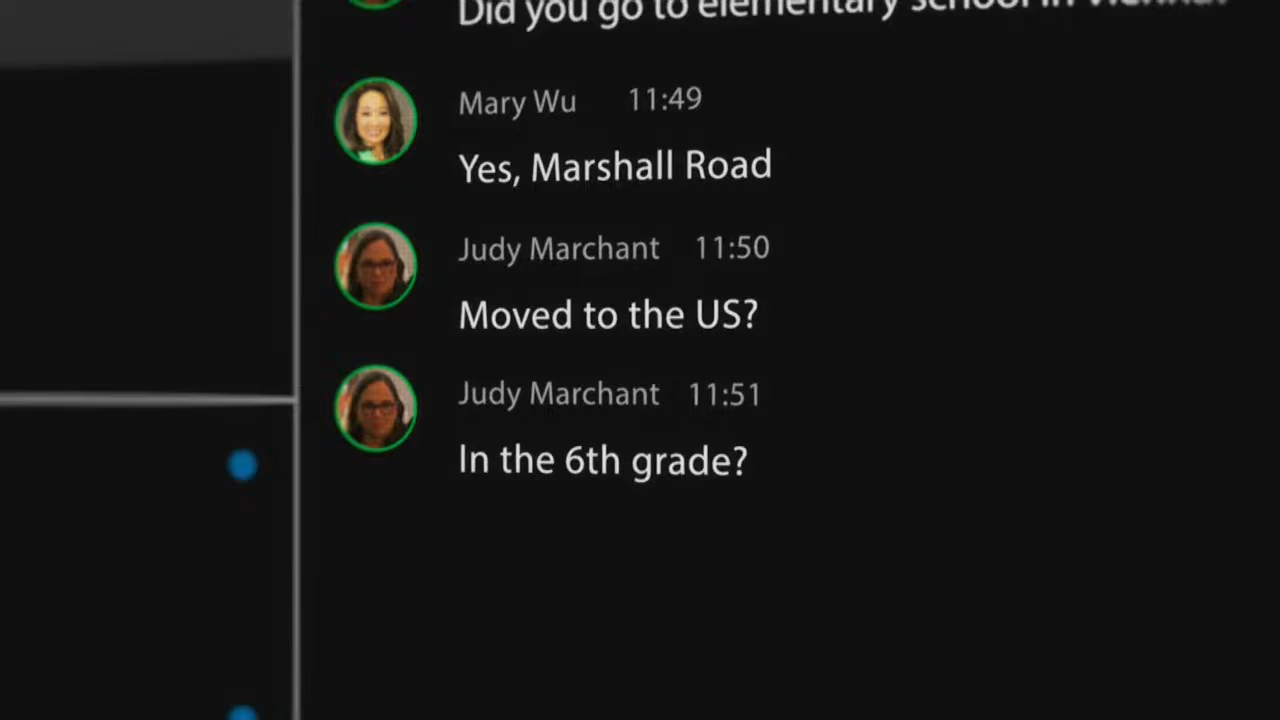 Did you go to elementary school in Vienna?
Mary Wu 11:49
Yes, Marshall Road
Judy Marchant 11:50
Moved to the US?
Judy Marchant 11:51
In the 6th grade?